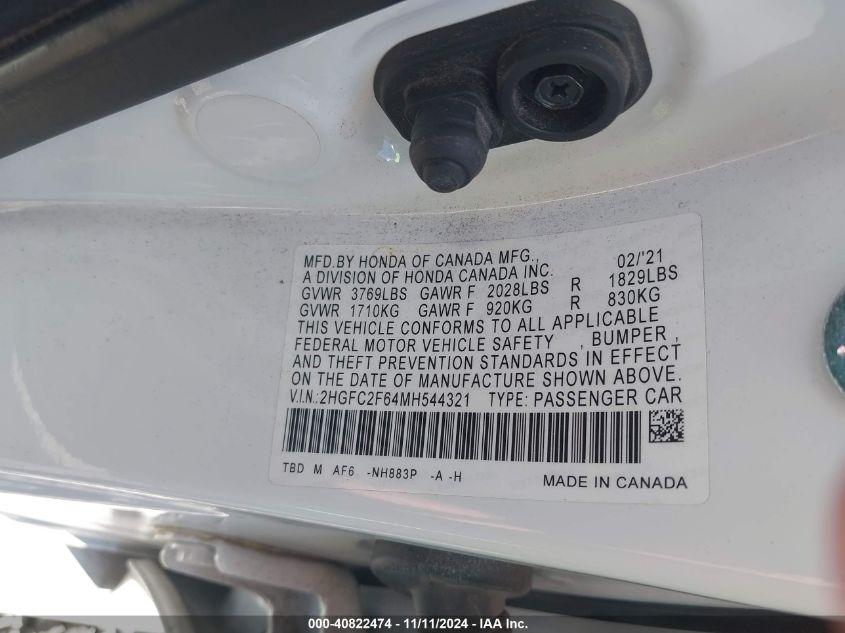 MFD.BY HONDA OF CANADA MFG., 02/'21
A DIVISION OF HONDA CANADA INC.
GVWR 3769LBS GAWR F 2028LBS R 1829LBS
GVWR 1710KG GAWR F 920KG R 830KG
THIS VEHICLE CONFORMS TO ALL APPLICABLE
FEDERAL MOTOR VEHICLE SAFETY , BUMPER ,
AND THEFT PREVENTION STANDARDS IN EFFECT
ON THE DATE OF MANUFACTURE SHOWN ABOVE.
V.I.N.:2HGFC2F64MH544321 TYPE: PASSENGER CAR
TBD M AF6 -NH883P -A -H
MADE IN CANADA
000-40822474 - 11/11/2024 - IAA Inc.